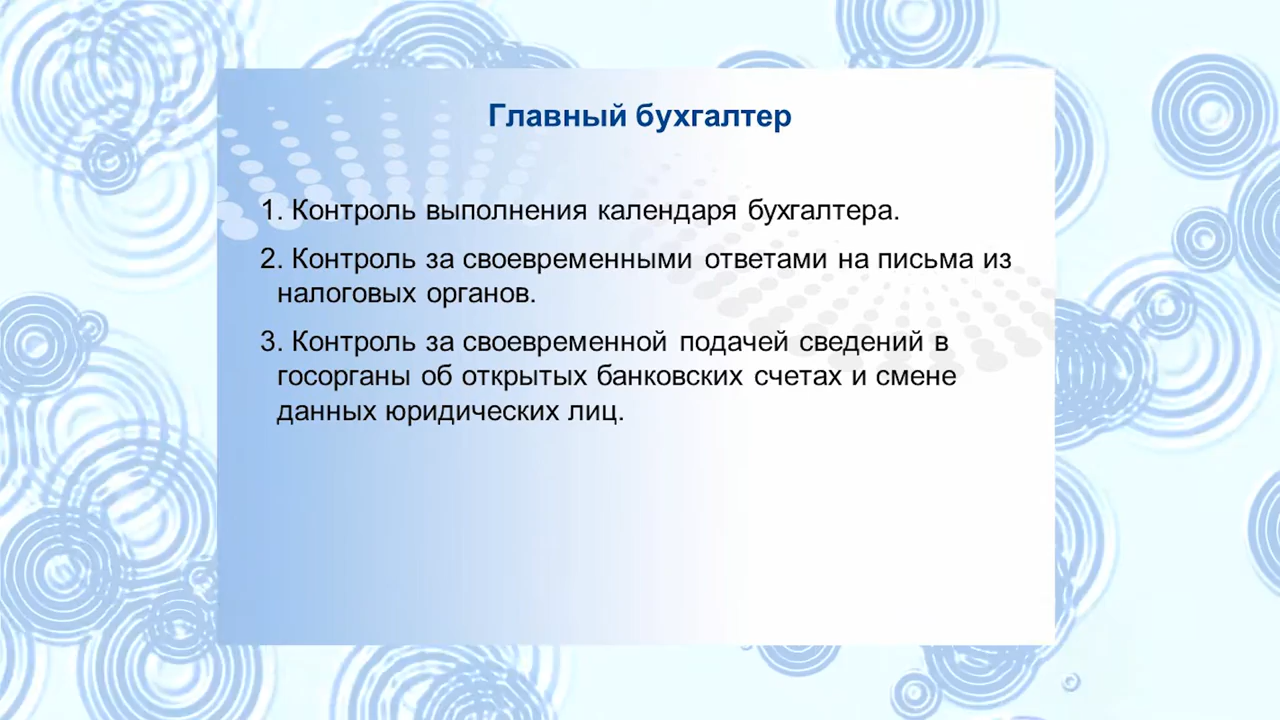 Главный бухгалтер
1. Контроль выполнения календаря бухгалтера.
2. Контроль за своевременными ответами на письма из
налоговых органов.
3. Контроль за своевременной подачей сведений в
госорганы об открытых банковских счетах и смене
данных юридических лиц.